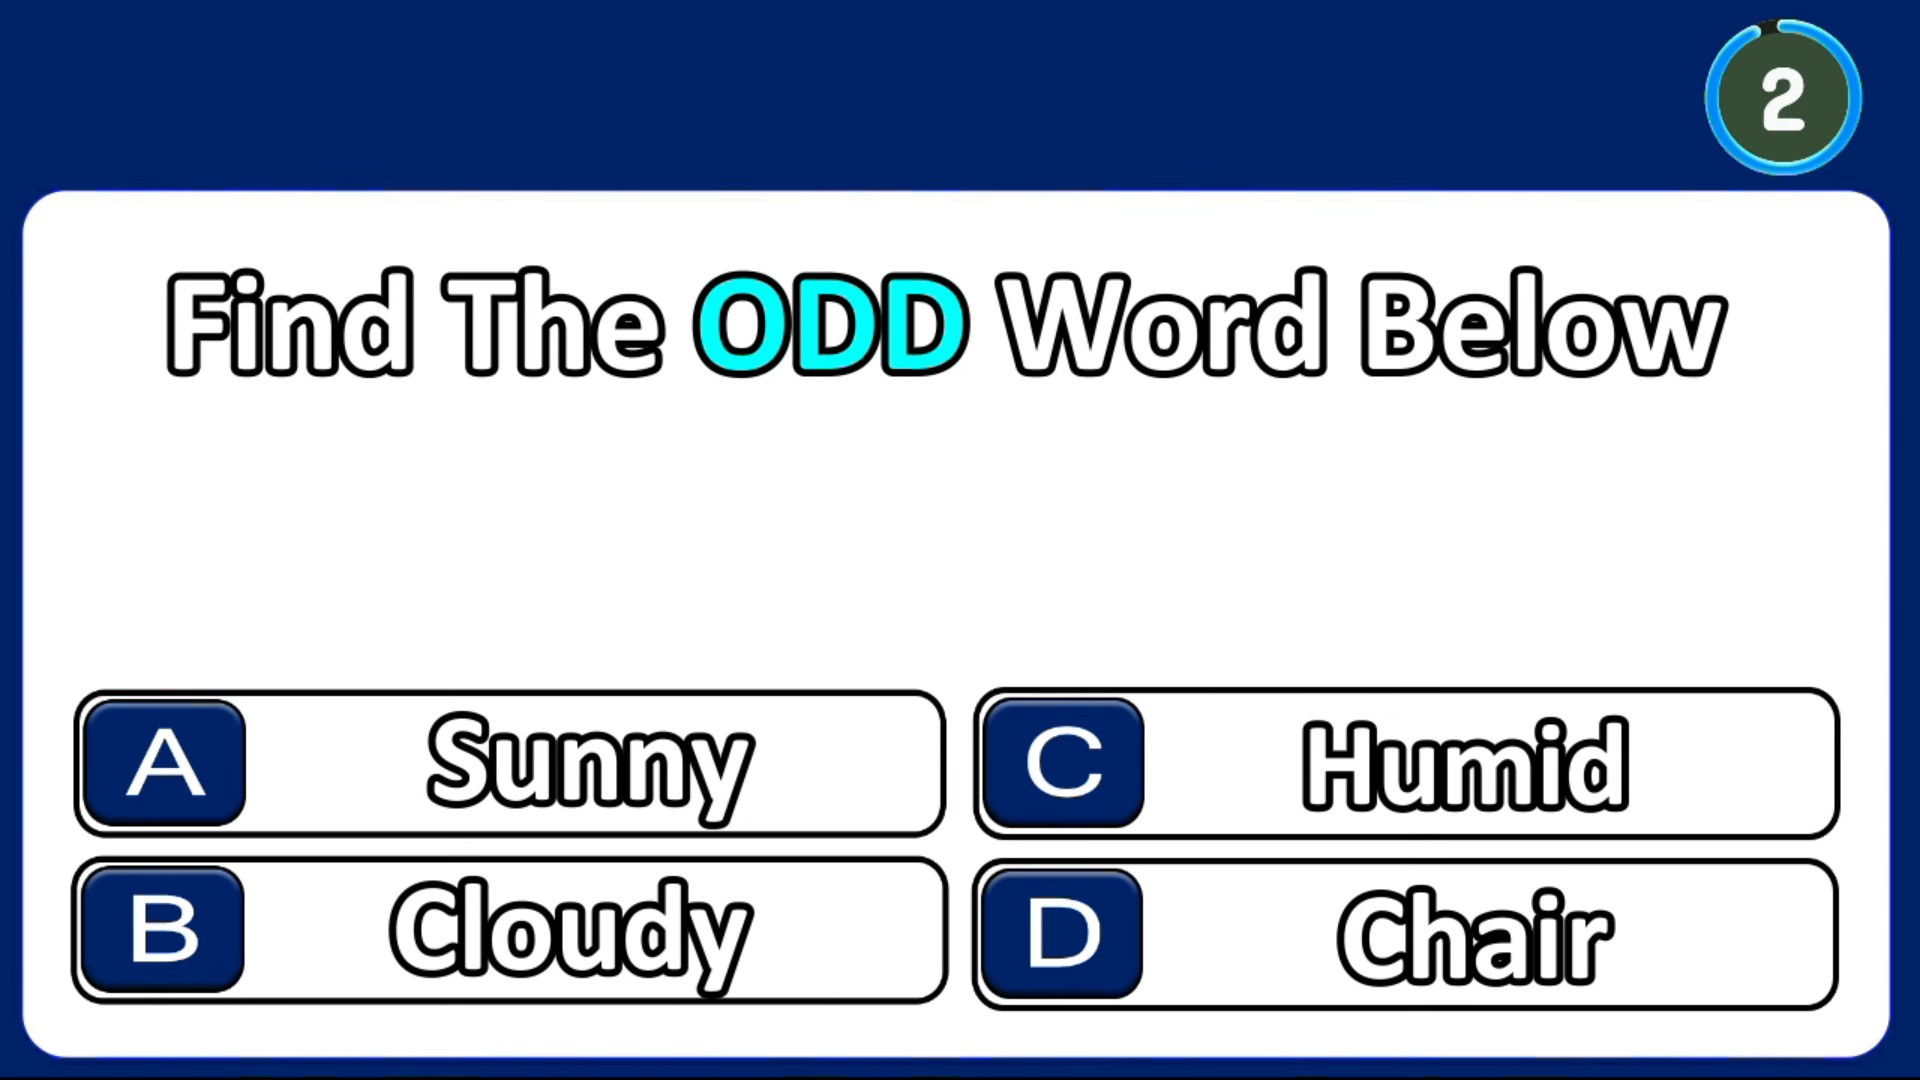 2
Find The ODD Word Below
A Sunny
B Cloudy
C Humid
D Chair